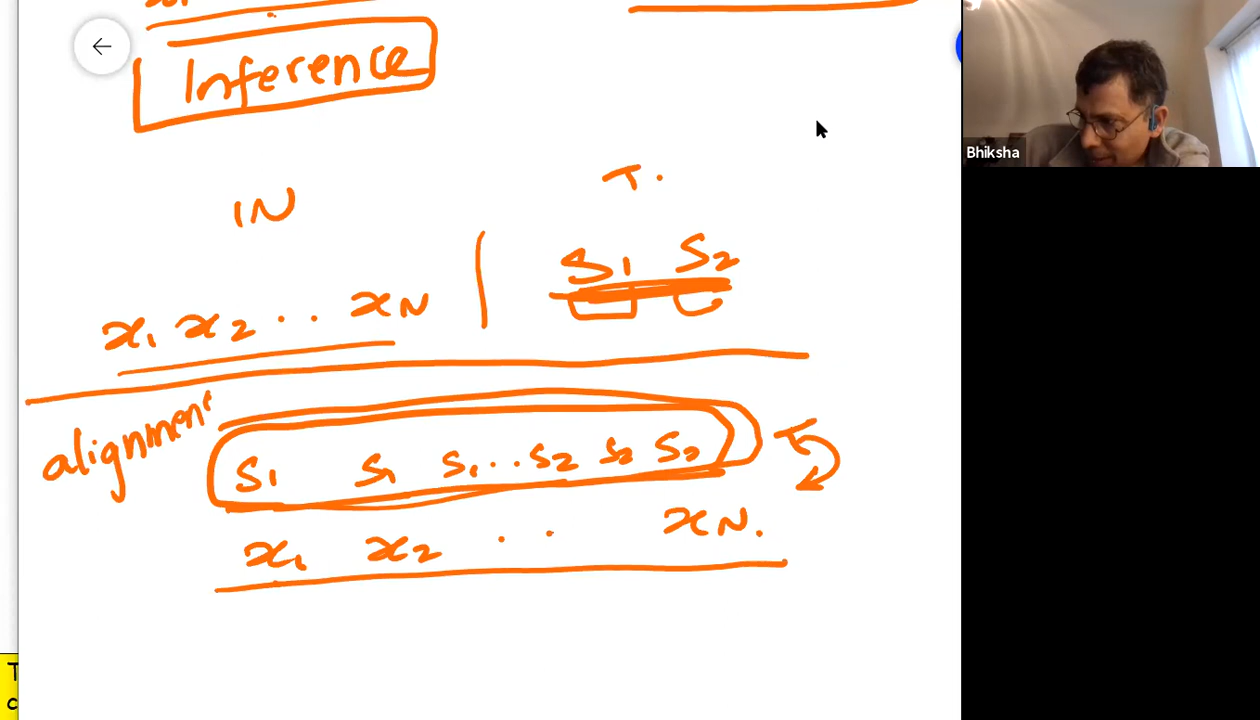 Inference
Bhiksha
IN
T.
S1 S2
x1 x2 .. xN
alignment
S1 S1 S1..S2 S2 S2
x1 x2 .. xN.